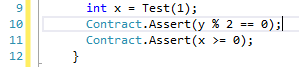 9 int x = Test(1);
10 Contract.Assert(y % 2 == 0);
11 Contract.Assert(x >= 0);
12 }